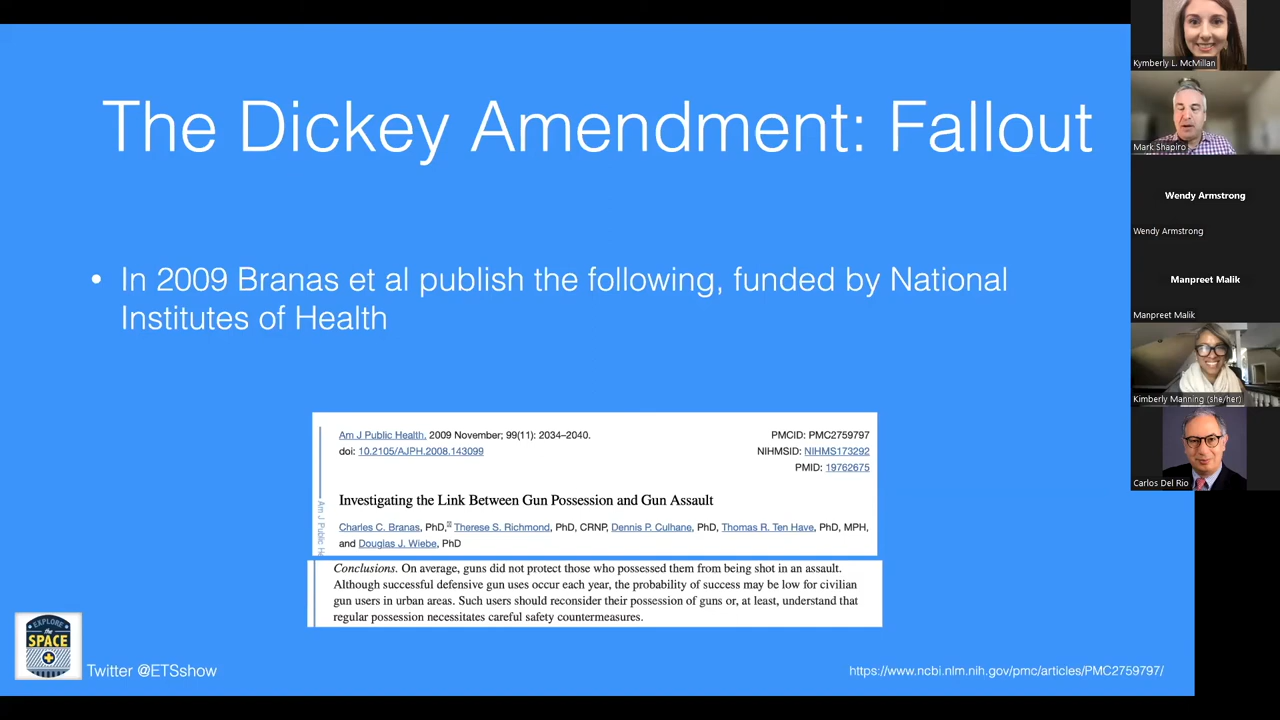 The Dickey Amendment: Fallout
• In 2009 Branas et al publish the following, funded by National
Institutes of Health
Am J Public Health. 2009 November; 99(11): 2034–2040.
doi: 10.2105/AJPH.2008.143099
PMCID: PMC2759797
NIHMSID: NIHMS173292
PMID: 19762675
Investigating the Link Between Gun Possession and Gun Assault
Charles C. Branas, PhD, Therese S. Richmond, PhD, CRNP, Dennis P. Culhane, PhD, Thomas R. Ten Have, PhD, MPH,
and Douglas J. Wiebe, PhD
Am J Public He
Conclusions. On average, guns did not protect those who possessed them from being shot in an assault.
Although successful defensive gun uses occur each year, the probability of success may be low for civilian
gun users in urban areas. Such users should reconsider their possession of guns or, at least, understand that
regular possession necessitates careful safety countermeasures.
EXPLORE
the
SPACE
Twitter @ETSshow
https://www.ncbi.nlm.nih.gov/pmc/articles/PMC2759797/
Kymberly L. McMillan
Mark Shapiro
Wendy Armstrong
Wendy Armstrong
Manpreet Malik
Manpreet Malik
Kimberly Manning (she/her)
Carlos Del Rio